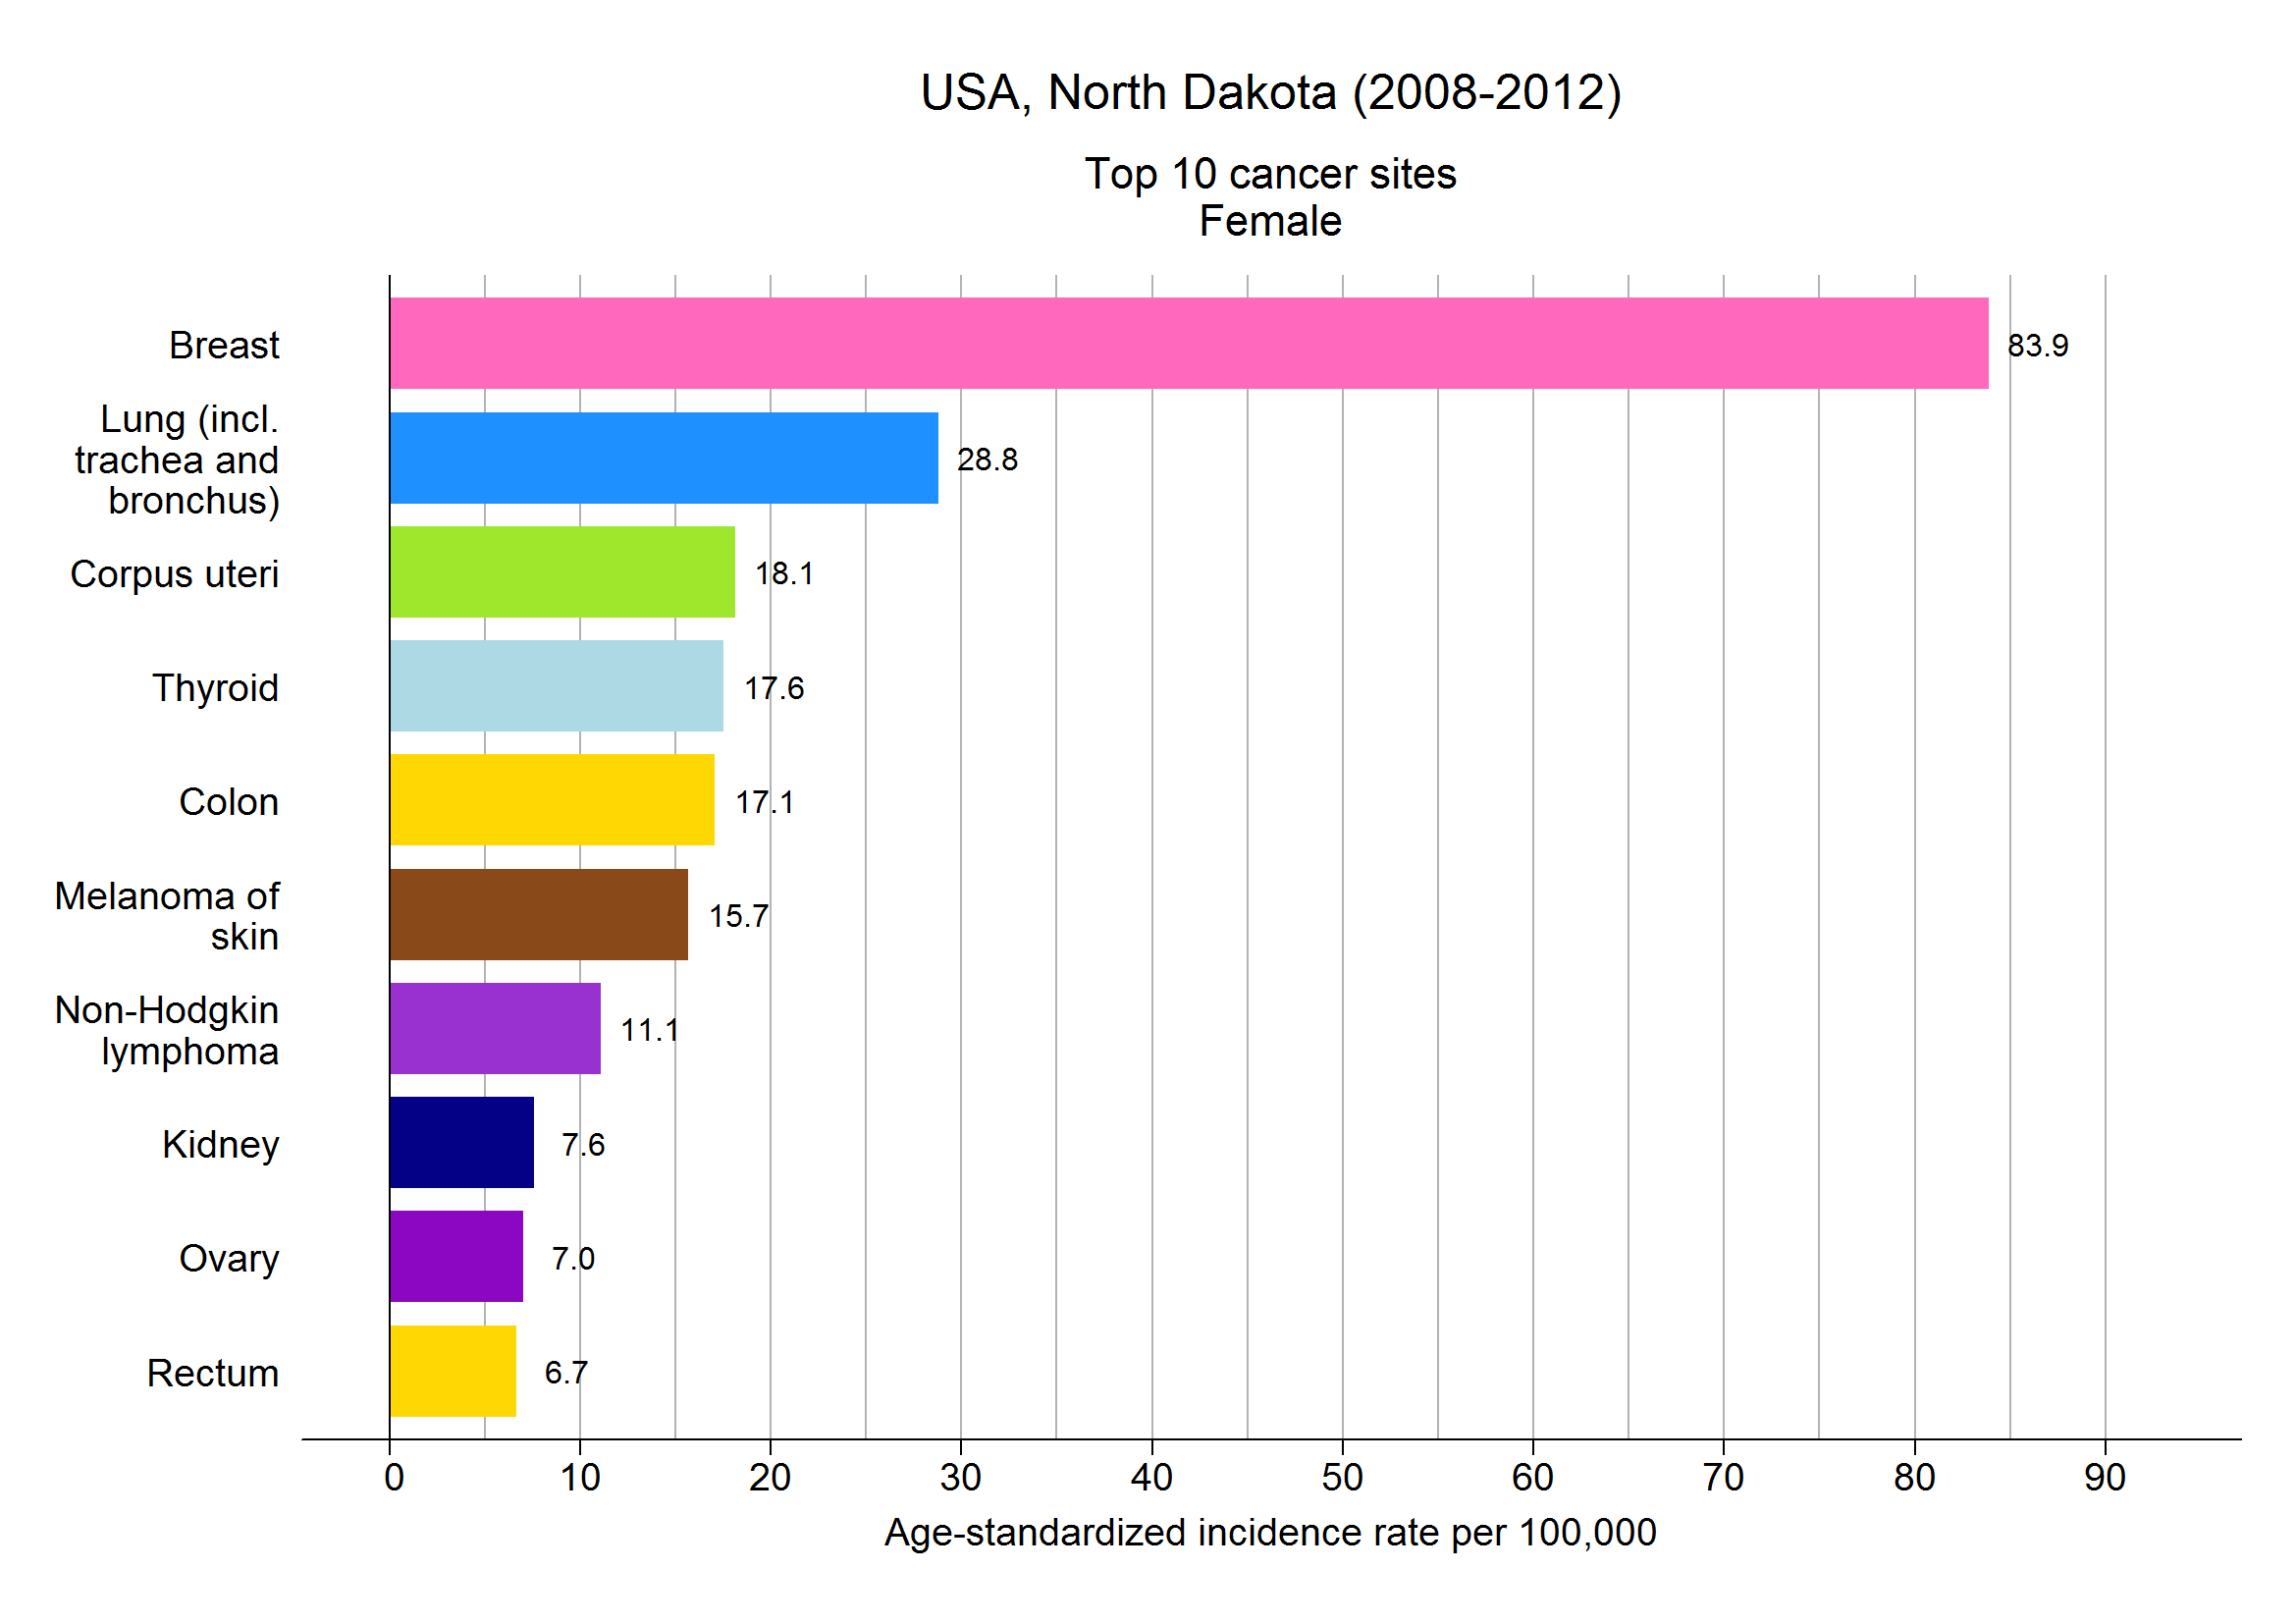 USA, North Dakota (2008-2012)
Top 10 cancer sites
Female
Breast
83.9
Lung (incl.
trachea and
bronchus)
28.8
Corpus uteri
18.1
Thyroid
17.6
Colon
17.1
Melanoma of
skin
15.7
Non-Hodgkin
lymphoma
11.1
Kidney
7.6
Ovary
7.0
Rectum
6.7
0 10 20 30 40 50 60 70 80 90
Age-standardized incidence rate per 100,000